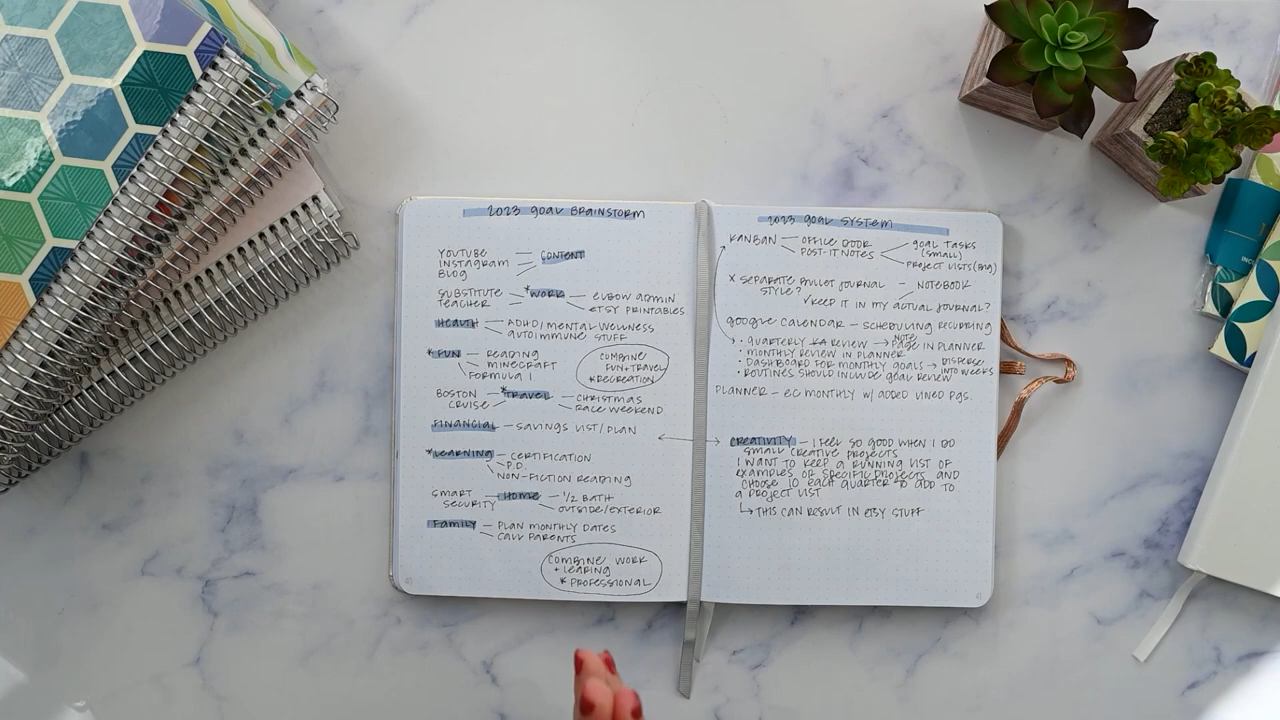 2023 GOAL BRAINSTORM
YOUTUBE
INSTAGRAM
BLOG
CONTENT
SUBSTITUTE
TEACHER
*WORK
ELBOW ADMIN
ETSY PRINTABLES
HEALTH
ADHD/MENTAL WELLNESS
AUTOIMMUNE STUFF
*FUN
READING
MINECRAFT
FORMULA 1
COMBINE
FUN+TRAVEL
*RECREATION
BOSTON
CRUISE
*TRAVEL
CHRISTMAS
RACE WEEKEND
FINANCIAL — SAVINGS LIST/PLAN
*LEARNING
CERTIFICATION
P.D.
NON-FICTION READING
SMART
SECURITY
HOME
1/2 BATH
OUTSIDE/EXTERIOR
FAMILY
PLAN MONTHLY DATES
CALL PARENTS
COMBINE WORK
+ LEARING
* PROFESSIONAL
2023 GOAL SYSTEM
KANBAN
OFFICE DOOR
POST-IT NOTES
GOAL TASKS
(SMALL)
PROJECT LISTS (BIG)
X SEPARATE BULLET JOURNAL — NOTEBOOK
STYLE?
✓KEEP IT IN MY ACTUAL JOURNAL?
GOOGLE CALENDAR — SCHEDULING RECURRING
• QUARTERLY KA REVIEW → NOTE PAGE IN PLANNER
• MONTHLY REVIEW IN PLANNER
• DASHBOARD FOR MONTHLY GOALS → DISPERSE INTO WEEKS
• ROUTINES SHOULD INCLUDE GOAL REVIEW
PLANNER — EC MONTHLY W/ ADDED LINED PGS.
CREATIVITY — I FEEL SO GOOD WHEN I DO
SMALL CREATIVE PROJECTS
I WANT TO KEEP A RUNNING LIST OF
EXAMPLES OR SPECIFIC PROJECTS AND
CHOOSE 10 EACH QUARTER TO ADD TO
A PROJECT LIST
↳ THIS CAN RESULT IN ETSY STUFF
41